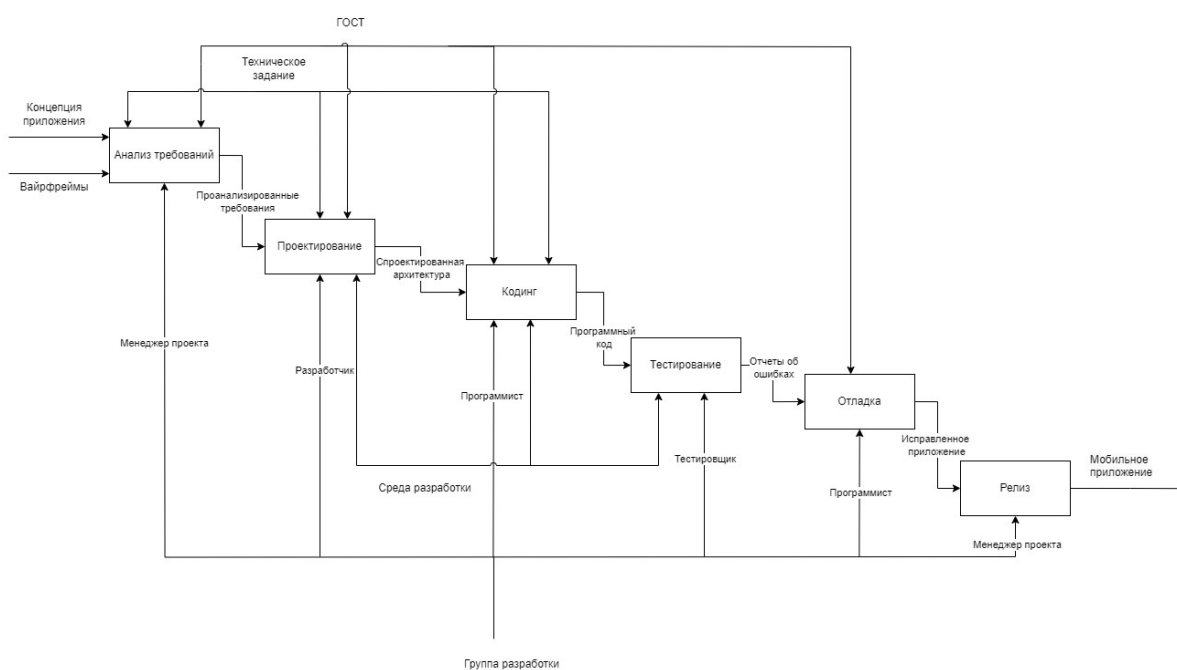 ГОСТ
Техническое
задание
Концепция
приложения
Анализ требований
Вайрфреймы
Проанализированные
требования
Проектирование
Спроектированная
архитектура
Кодинг
Программный
код
Менеджер проекта
Разработчик
Программист
Тестирование
Отчеты об
ошибках
Отладка
Исправленное
приложение
Тестировщик
Среда разработки
Программист
Релиз
Мобильное
приложение
Менеджер проекта
Группа разработки